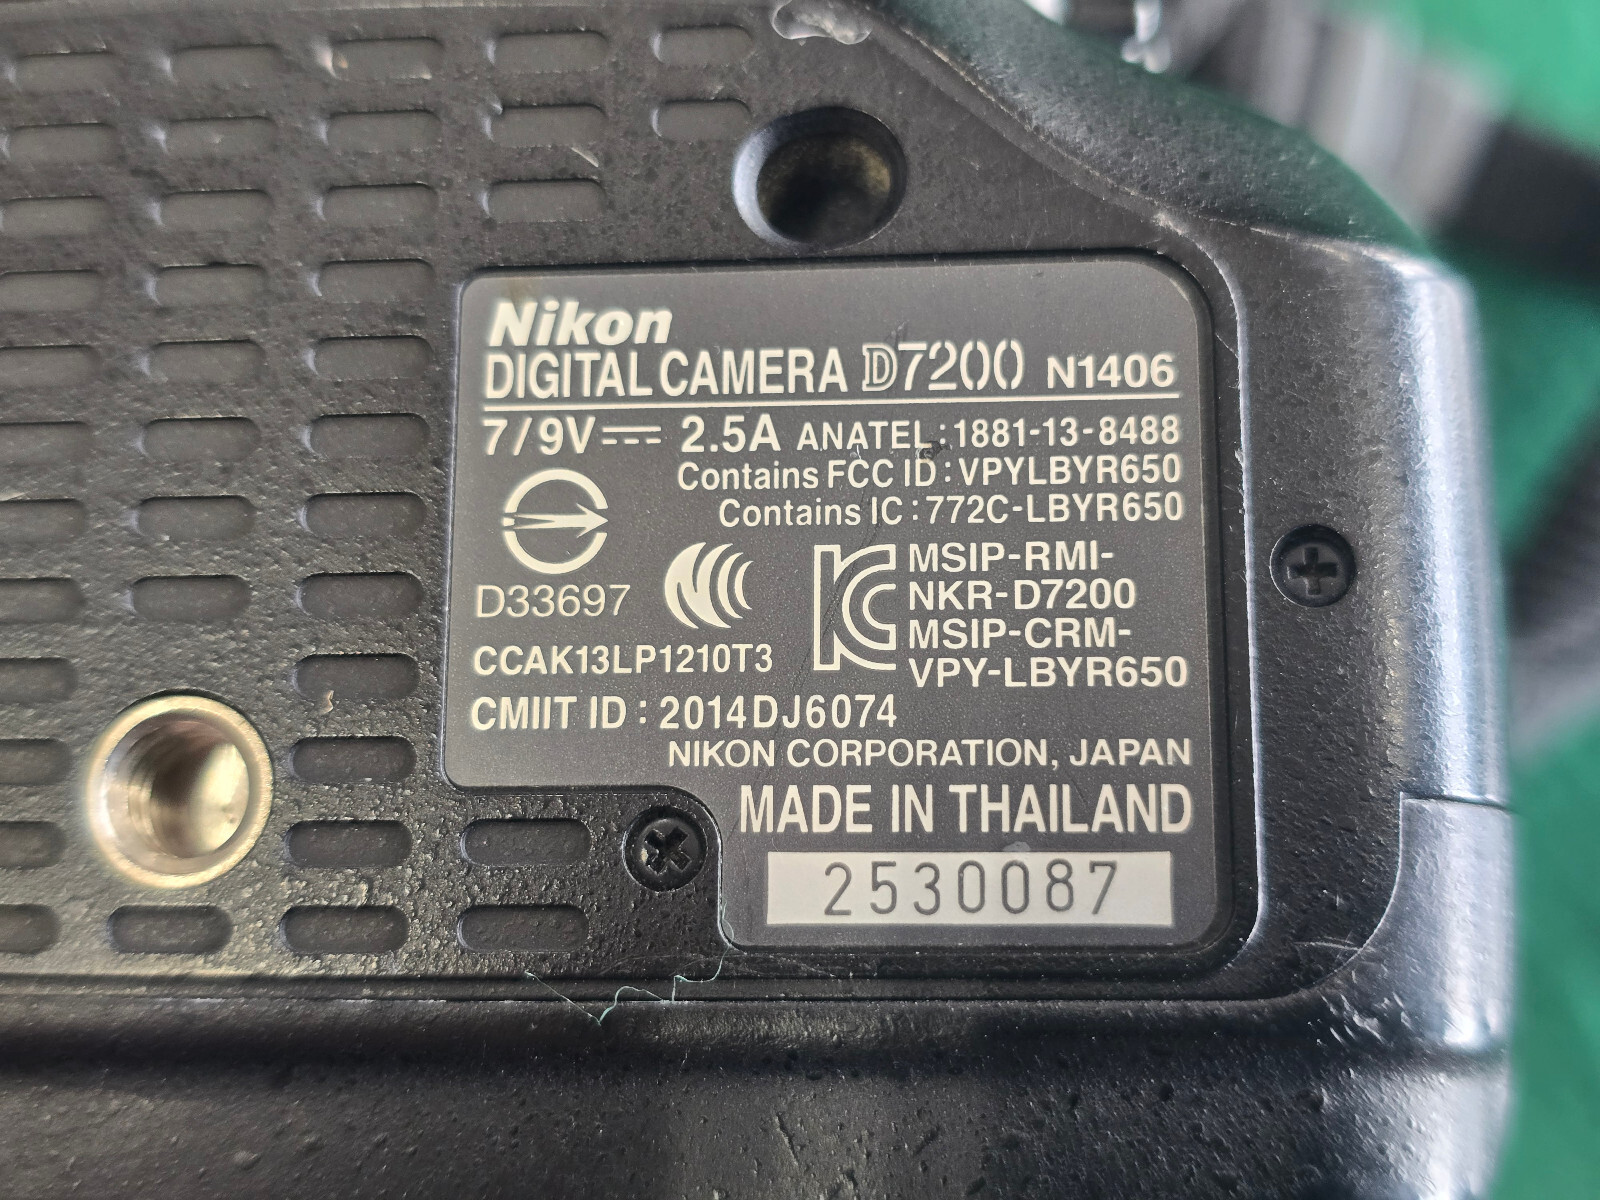 Nikon
DIGITAL CAMERA D7200 N1406
7/9V 2.5A ANATEL:1881-13-8488
Contains FCC ID:VPYLBYR650
Contains IC:772C-LBYR650
D33697
MSIP-RMI-
NKR-D7200
MSIP-CRM-
VPY-LBYR650
CCAK13LP1210T3
CMIIT ID:2014DJ6074
NIKON CORPORATION, JAPAN
MADE IN THAILAND
2530087